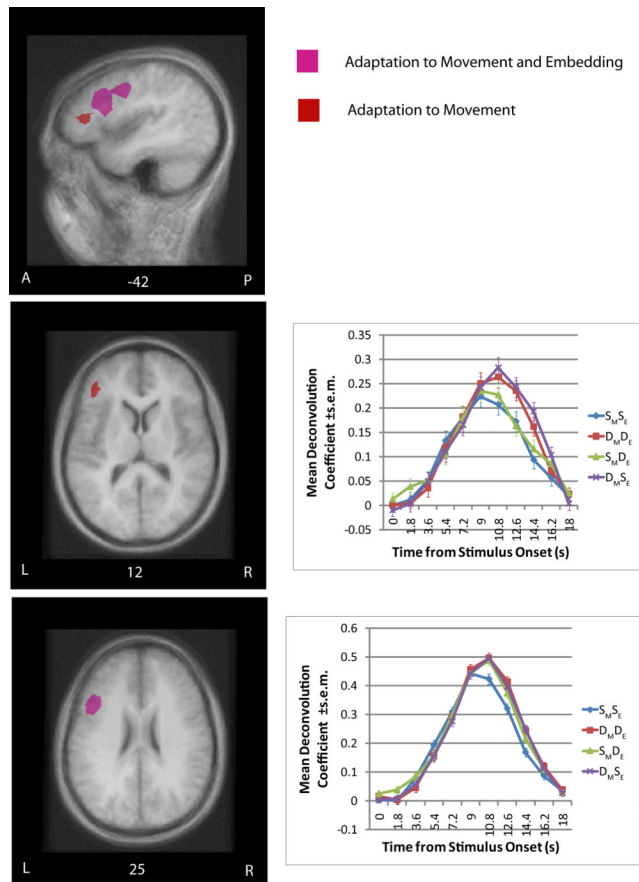 Adaptation to Movement and Embedding
Adaptation to Movement
A -42 P
0.35
0.3
0.25
0.2
0.15
0.1
0.05
0
-0.05
Mean Deconvolution
Coefficient ±s.e.m.
0 1.8 3.6 5.4 7.2 9 10.8 12.6 14.4 16.2 18
Time from Stimulus Onset (s)
SMSE
DMDE
SMDE
DMSE
L 12 R
0.6
0.5
0.4
0.3
0.2
0.1
0
-0.1
Mean Deconvolution
Coefficient ±s.e.m.
0 1.8 3.6 5.4 7.2 9 10.8 12.6 14.4 16.2 18
Time from Stimulus Onset (s)
SMSE
DMDE
SMDE
DMSE
L 25 R